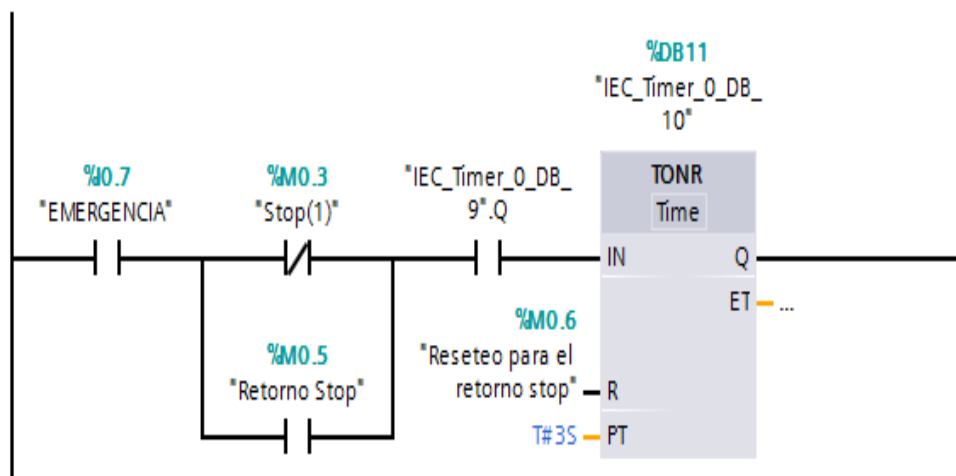 %DB11
"IEC_Timer_0_DB_
10"
%I0.7
"EMERGENCIA"
%M0.3
"Stop(1)"
"IEC_Timer_0_DB_
9".Q
TONR
Time
IN
Q
ET
...
%M0.5
"Retorno Stop"
%M0.6
"Reseteo para el
retorno stop"
R
T#3S
PT